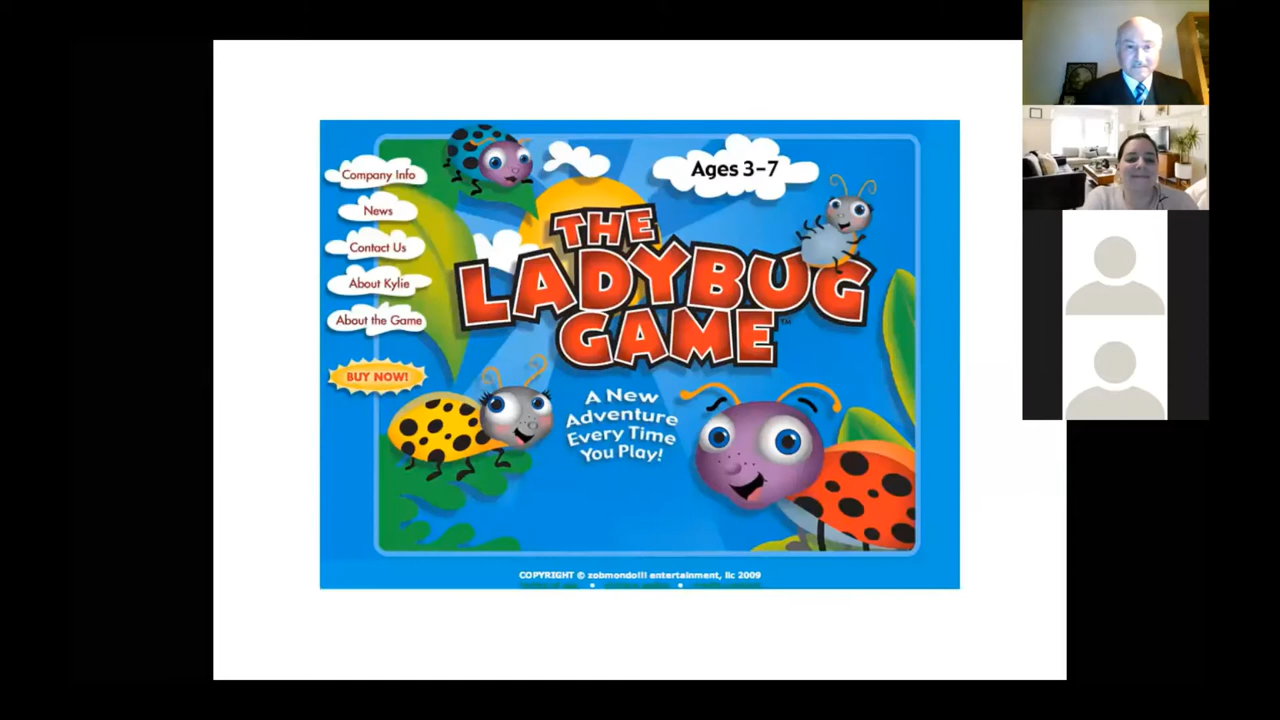 Ages 3-7
Company Info
News
Contact Us
About Kylie
About the Game
BUY NOW!
THE
LADYBUG
GAME™
A New
Adventure
Every Time
You Play!
COPYRIGHT © zobmondo!!! entertainment, llc 2009